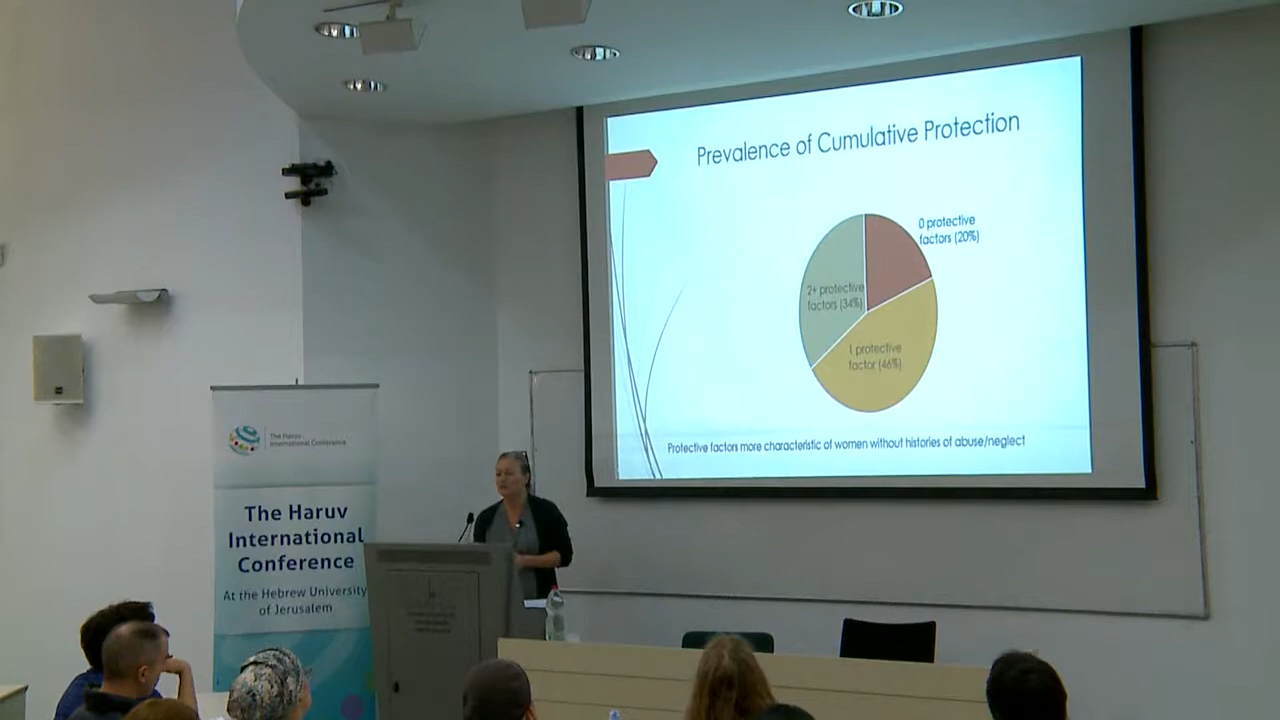 Prevalence of Cumulative Protection
0 protective
factors (20%)
2+ protective
factors (34%)
1 protective
factor (46%)
Protective factors more characteristic of women without histories of abuse/neglect
The Haruv
International Conference
The Haruv
International
Conference
At the Hebrew University
of Jerusalem